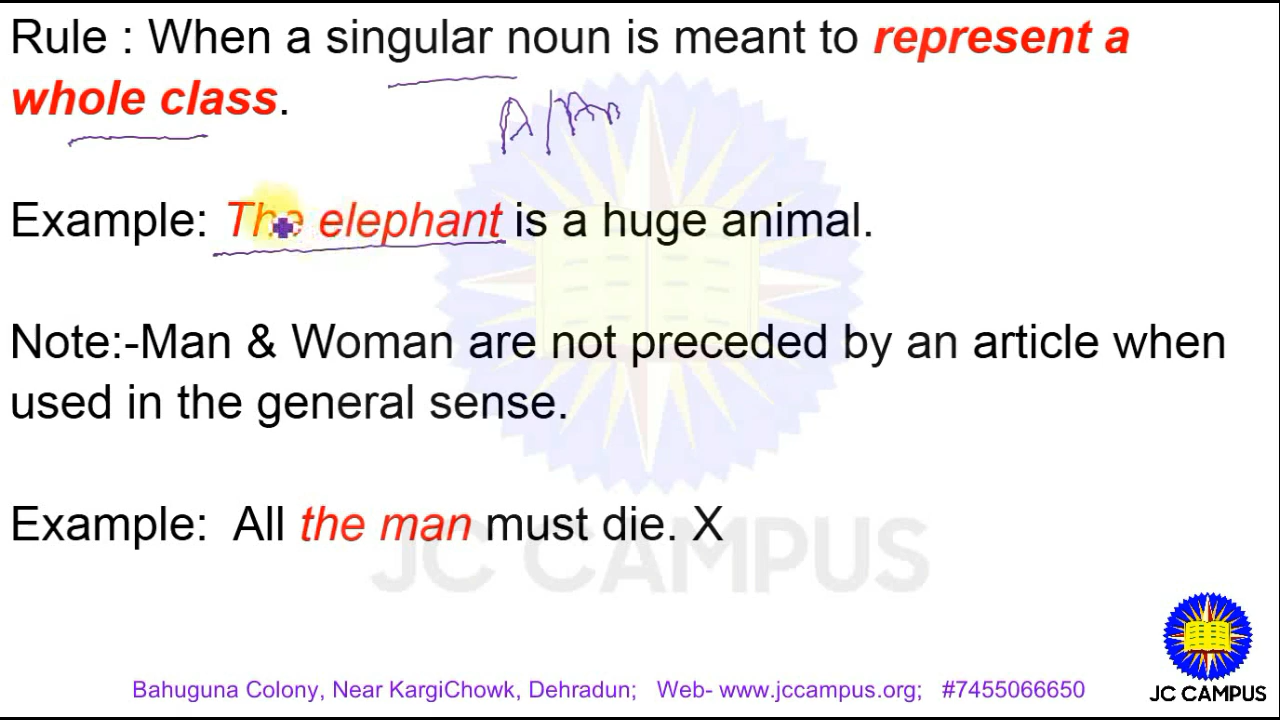 Rule : When a singular noun is meant to represent a
whole class.
Example: The elephant is a huge animal.
Note:-Man & Woman are not preceded by an article when
used in the general sense.
Example:  All the man must die. X
JC CAMPUS
Bahuguna Colony, Near KargiChowk, Dehradun;   Web- www.jccampus.org;   #7455066650
JC CAMPUS